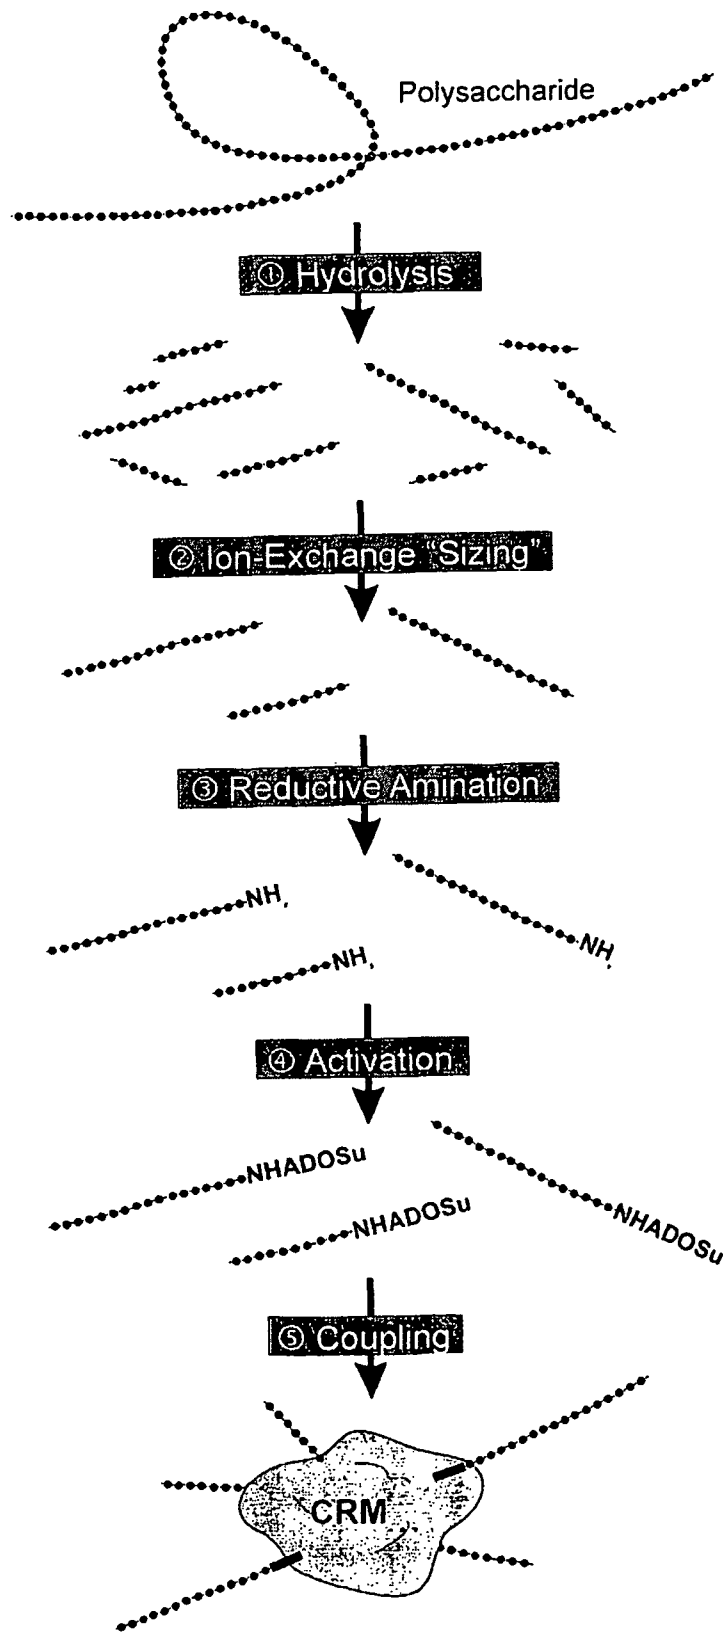 Polysaccharide
① Hydrolysis
② Ion-Exchange "Sizing"
③ Reductive Amination
NH,
NH,
NH,
④ Activation
NHADOSu
NHADOSu
NHADOSu
⑤ Coupling
CRM